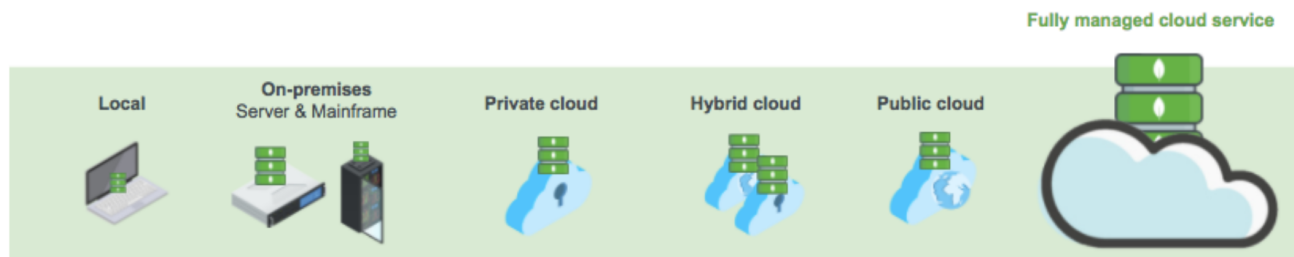 Fully managed cloud service
Local
On-premises
Server & Mainframe
Private cloud
Hybrid cloud
Public cloud